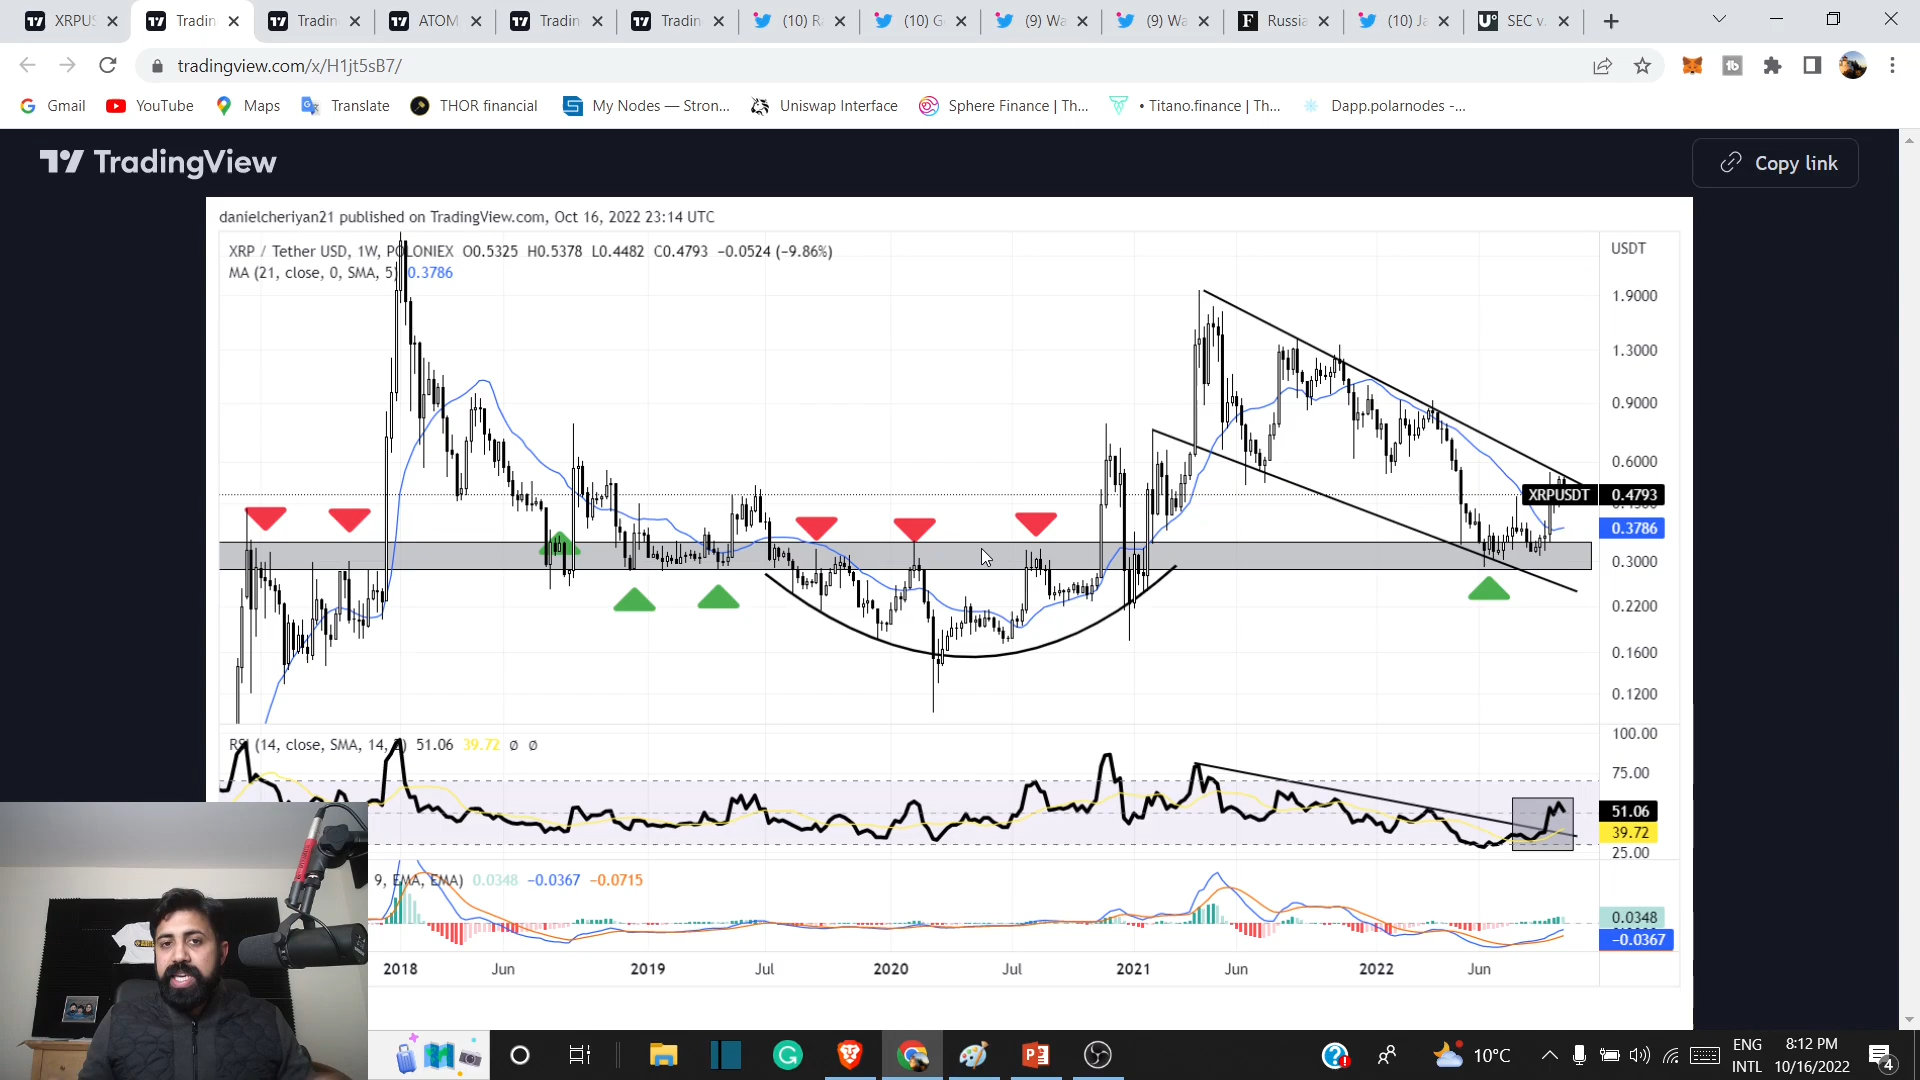 XRPUS
Tradin
Tradin
ATOM
Tradin
Tradin
(10) R
(10) G
(9) Wa
(9) Wa
Russia
(10) Ja
SEC v.
tradingview.com/x/H1jt5sB7/
Gmail
YouTube
Maps
Translate
THOR financial
My Nodes — Stron...
Uniswap Interface
Sphere Finance | Th...
• Titano.finance | Th...
Dapp.polarnodes -...
TradingView
Copy link
danielcheriyan21 published on TradingView.com, Oct 16, 2022 23:14 UTC
XRP / Tether USD, 1W, POLONIEX O0.5325 H0.5378 L0.4482 C0.4793 −0.0524 (−9.86%)
USDT
MA (21, close, 0, SMA, 5) 0.3786
1.9000
1.3000
0.9000
0.6000
XRPUSDT 0.4793
0.3786
0.3000
0.2200
0.1600
0.1200
RSI (14, close, SMA, 14, 2) 51.06 39.72 ø ø
100.00
75.00
51.06
39.72
25.00
9, EMA, EMA) 0.0348 −0.0367 −0.0715
0.0348
−0.0367
2018 Jun 2019 Jul 2020 Jul 2021 Jun 2022 Jun
10°C
ENG
INTL
8:12 PM
10/16/2022
4